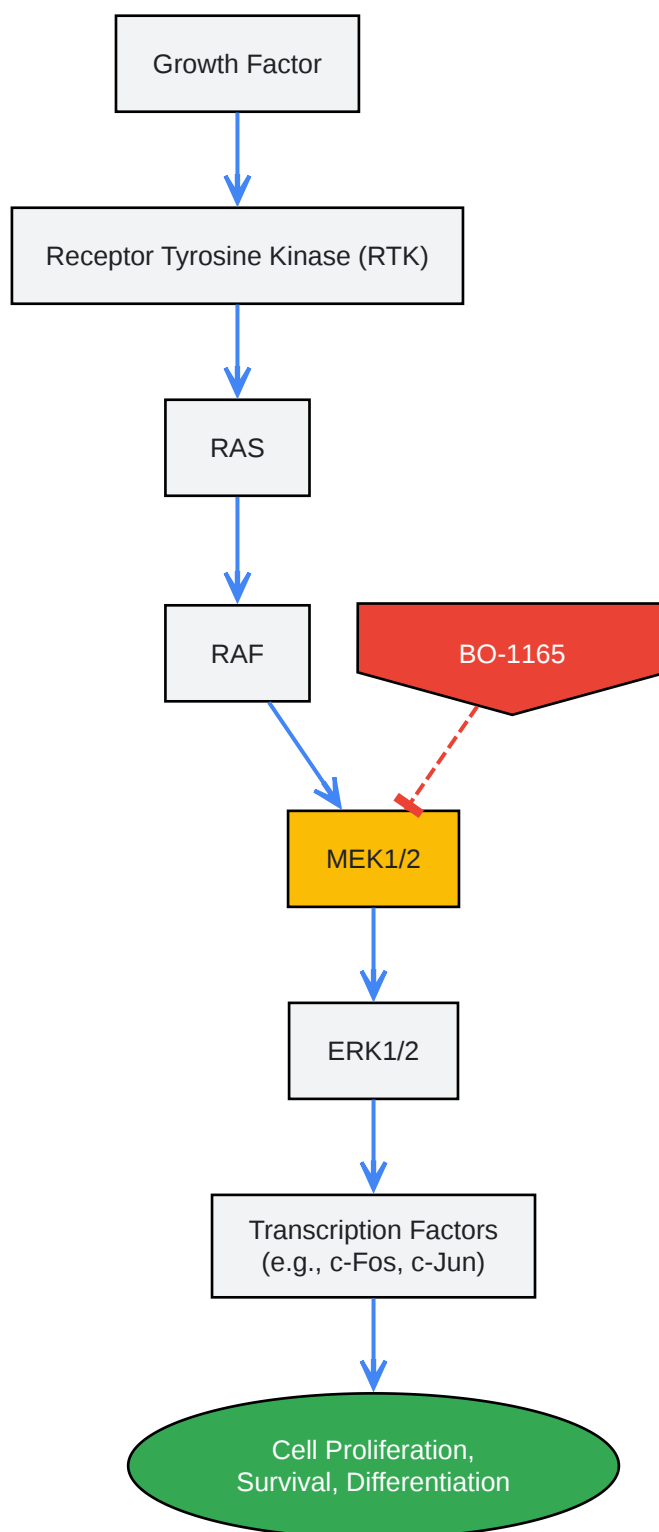 Growth Factor
Receptor Tyrosine Kinase (RTK)
RAS
RAF
BO-1165
MEK1/2
ERK1/2
Transcription Factors
(e.g., c-Fos, c-Jun)
Cell Proliferation,
Survival, Differentiation